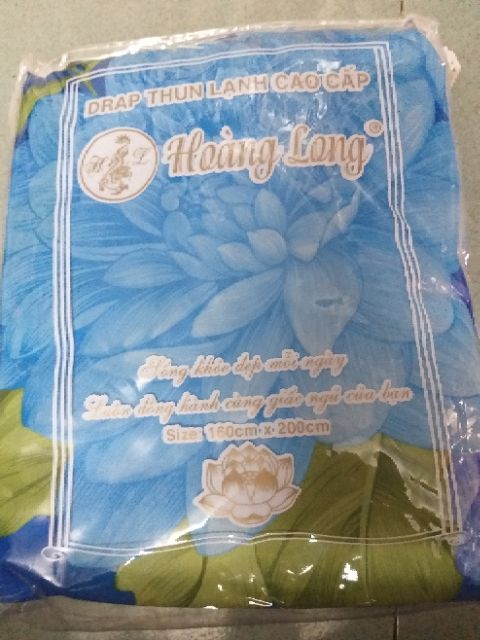 DRAP THUN LẠNH CAO CẤP
H L
Hoàng Long ®
Sống khỏe đẹp mỗi ngày
Luôn đồng hành cùng giấc ngủ của bạn
Size: 160cm x 200cm